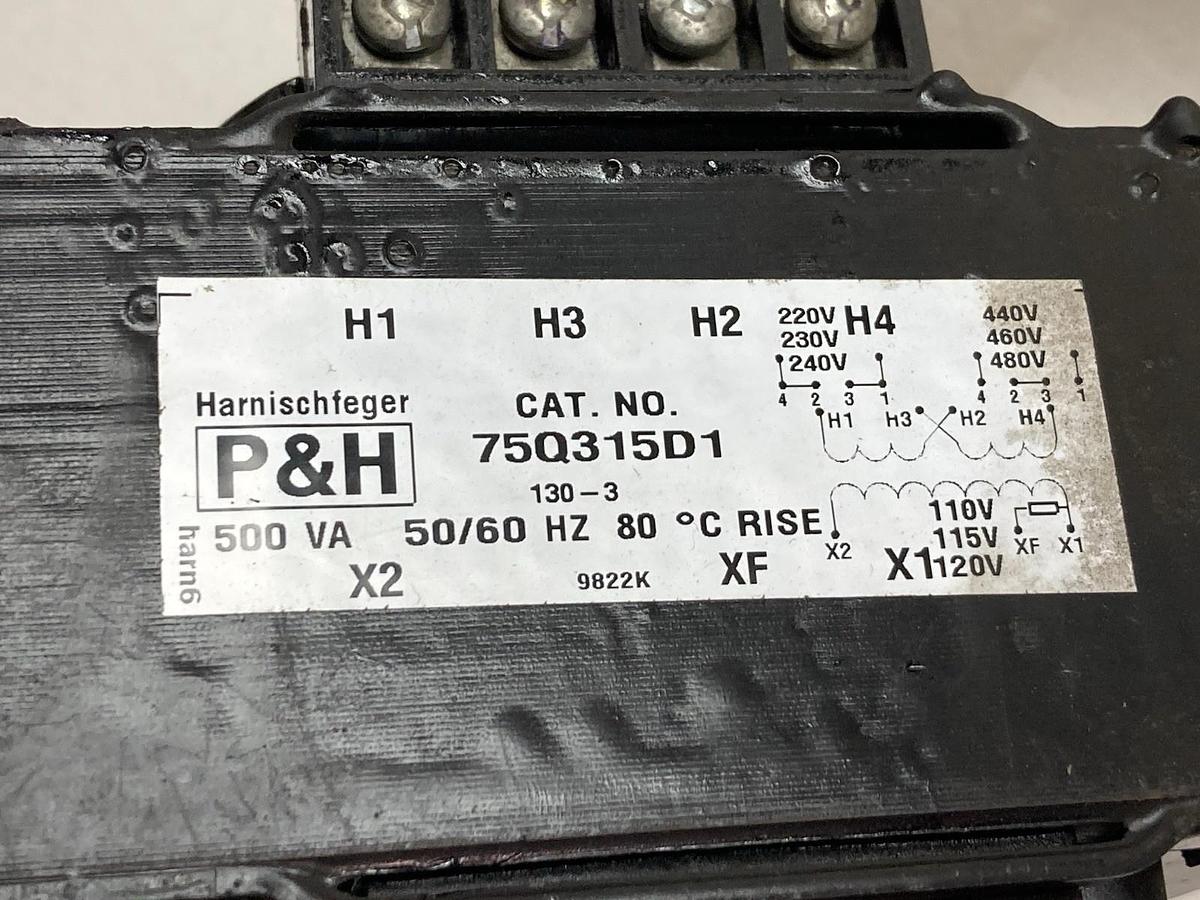 H1 H3 H2 H4
220V 440V
230V 460V
240V 480V
4 2 3 1 4 2 3 1
H1 H3 H2 H4
Harnischfeger
P&H
CAT. NO.
75Q315D1
130-3
500 VA 50/60 HZ 80 °C RISE
X2 XF X1
9822K
harn6
110V
115V
120V
X2 XF X1